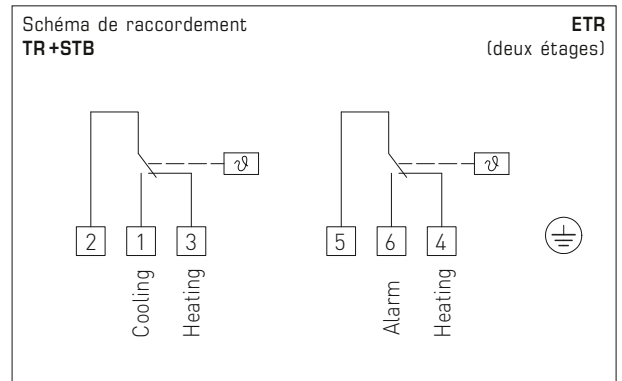 Schéma de raccordement
TR+STB
ETR
(deux étages)
ϑ
ϑ
2 1 3
5 6 4
Cooling
Heating
Alarm
Heating